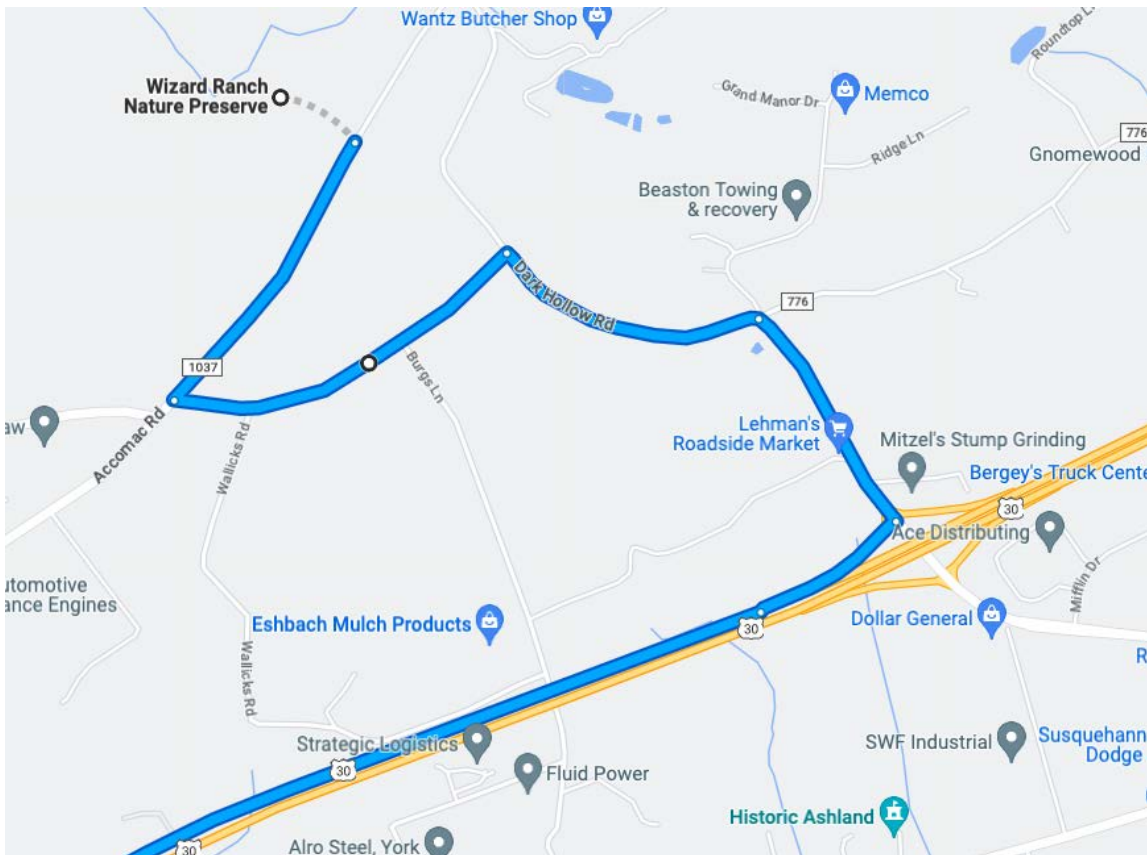 Wantz Butcher Shop
Roundtop Ln
Wizard Ranch
Nature Preserve
Grand Manor Dr
Memco
776
Ridge Ln
Gnomewood
Beaston Towing
& recovery
Dark Hollow Rd
776
1037
Burgs Ln
Accomac Rd
aw
Wallicks Rd
Lehman's
Roadside Market
Mitzel's Stump Grinding
Bergey's Truck Cente
30
Ace Distributing
utomotive
ance Engines
Mifflin Dr
Eshbach Mulch Products
30
Dollar General
R
Wallicks Rd
Strategic Logistics
SWF Industrial
Susquehann
Dodge
30
Fluid Power
Historic Ashland
30
Alro Steel, York